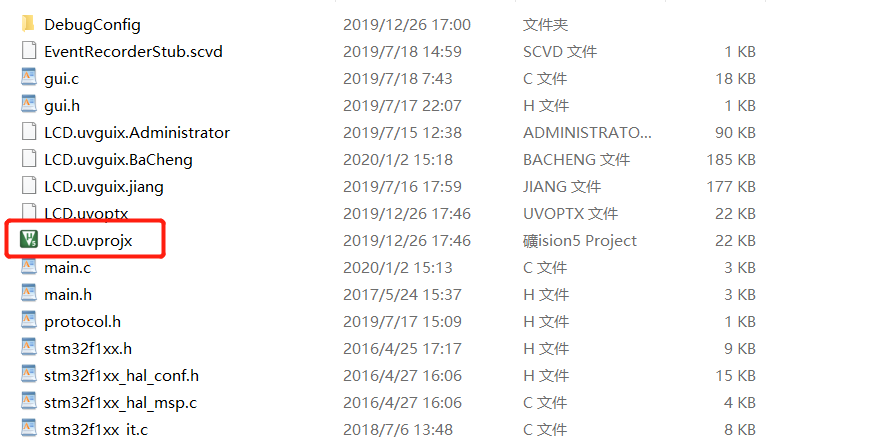 DebugConfig 2019/12/26 17:00 文件夹
EventRecorderStub.scvd 2019/7/18 14:59 SCVD 文件 1 KB
gui.c 2019/7/18 7:43 C 文件 18 KB
gui.h 2019/7/17 22:07 H 文件 1 KB
LCD.uvguix.Administrator 2019/7/15 12:38 ADMINISTRATO... 90 KB
LCD.uvguix.BaCheng 2020/1/2 15:18 BACHENG 文件 185 KB
LCD.uvguix.jiang 2019/7/16 17:59 JIANG 文件 177 KB
LCD.uvoptx 2019/12/26 17:46 UVOPTX 文件 22 KB
LCD.uvprojx 2019/12/26 17:46 礦ision5 Project 22 KB
main.c 2020/1/2 15:13 C 文件 3 KB
main.h 2017/5/24 15:37 H 文件 3 KB
protocol.h 2019/7/17 15:09 H 文件 1 KB
stm32f1xx.h 2016/4/25 17:17 H 文件 9 KB
stm32f1xx_hal_conf.h 2016/4/27 16:06 H 文件 15 KB
stm32f1xx_hal_msp.c 2016/4/27 16:06 C 文件 4 KB
stm32f1xx_it.c 2018/7/6 13:48 C 文件 8 KB